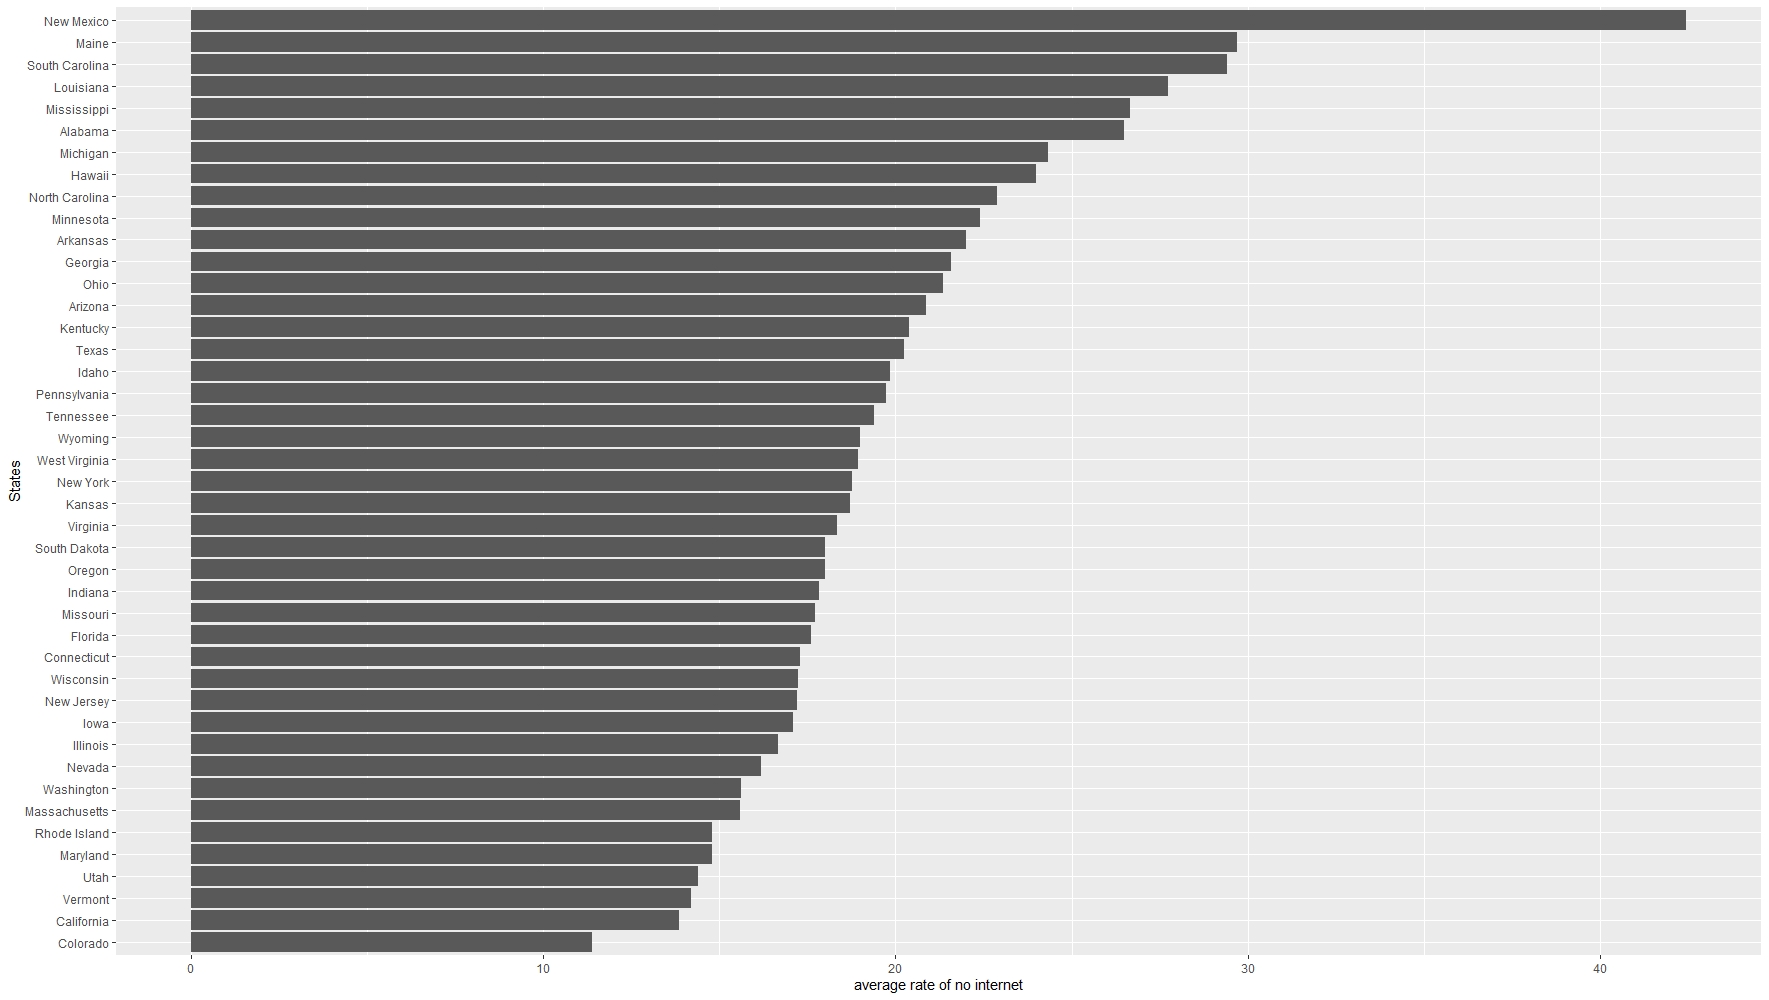 New Mexico
Maine
South Carolina
Louisiana
Mississippi
Alabama
Michigan
Hawaii
North Carolina
Minnesota
Arkansas
Georgia
Ohio
Arizona
Kentucky
Texas
Idaho
Pennsylvania
Tennessee
Wyoming
West Virginia
New York
Kansas
Virginia
South Dakota
Oregon
Indiana
Missouri
Florida
Connecticut
Wisconsin
New Jersey
Iowa
Illinois
Nevada
Washington
Massachusetts
Rhode Island
Maryland
Utah
Vermont
California
Colorado
States
0 10 20 30 40
average rate of no internet